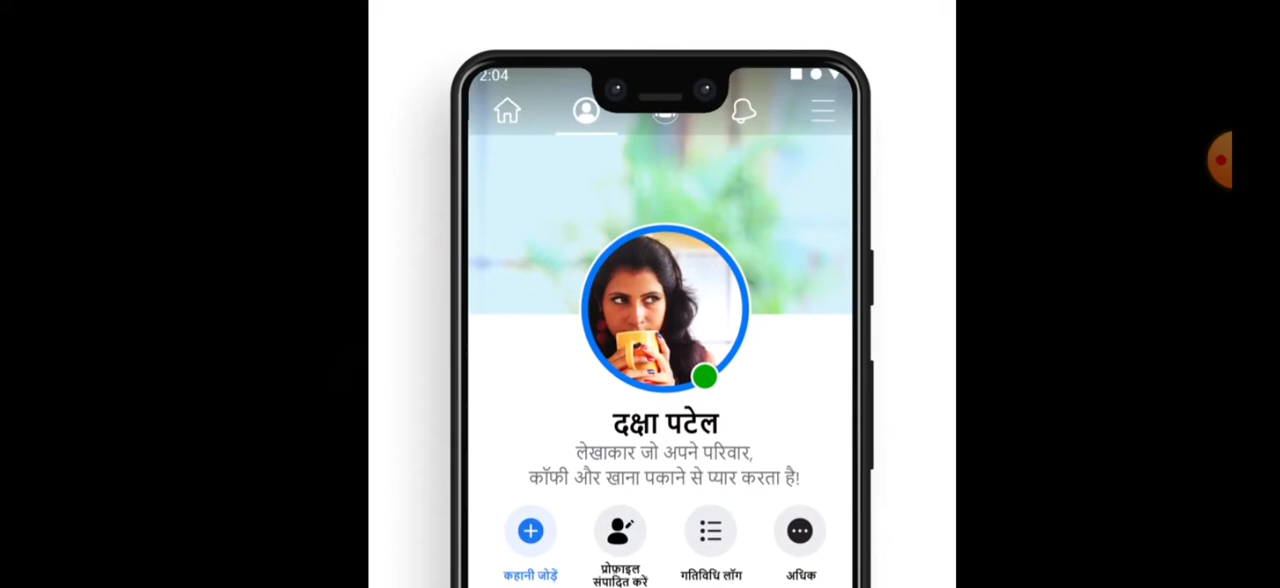 2:04
दक्षा पटेल
लेखाकार जो अपने परिवार,
कॉफी और खाना पकाने से प्यार करता है!
कहानी जोड़ें
प्रोफ़ाइल
संपादित करें
गतिविधि लॉग
अधिक